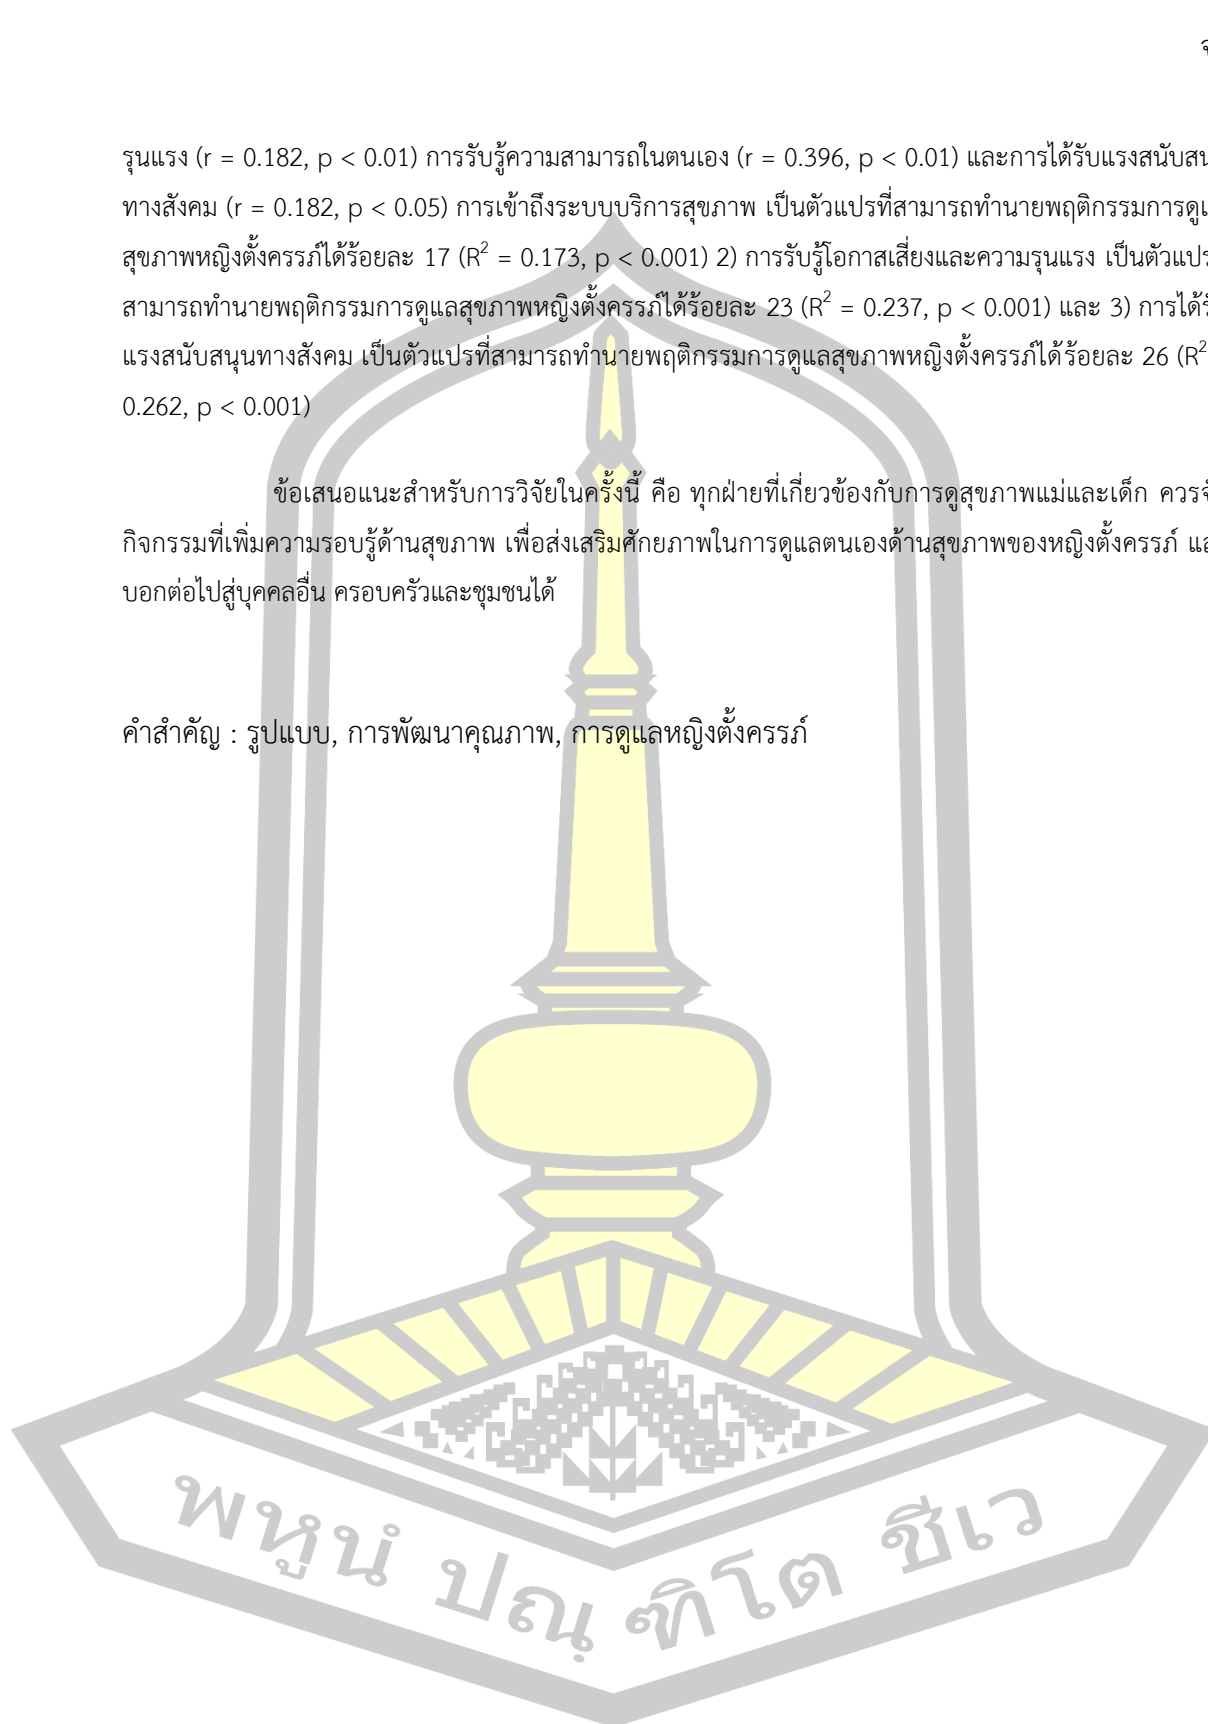 จ
รุนแรง (r = 0.182, p < 0.01) การรับรู้ความสามารถในตนเอง (r = 0.396, p < 0.01) และการได้รับแรงสนับสน
ทางสังคม (r = 0.182, p < 0.05) การเข้าถึงระบบบริการสุขภาพ เป็นตัวแปรที่สามารถทำนายพฤติกรรมการดูแ
สุขภาพหญิงตั้งครรภ์ได้ร้อยละ 17 (R² = 0.173, p < 0.001) 2) การรับรู้โอกาสเสี่ยงและความรุนแรง เป็นตัวแปร
สามารถทำนายพฤติกรรมการดูแลสุขภาพหญิงตั้งครรภ์ได้ร้อยละ 23 (R² = 0.237, p < 0.001) และ 3) การได้รั
แรงสนับสนุนทางสังคม เป็นตัวแปรที่สามารถทำนายพฤติกรรมการดูแลสุขภาพหญิงตั้งครรภ์ได้ร้อยละ 26 (R²
0.262, p < 0.001)
ข้อเสนอแนะสำหรับการวิจัยในครั้งนี้ คือ ทุกฝ่ายที่เกี่ยวข้องกับการดูสุขภาพแม่และเด็ก ควรจั
กิจกรรมที่เพิ่มความรอบรู้ด้านสุขภาพ เพื่อส่งเสริมศักยภาพในการดูแลตนเองด้านสุขภาพของหญิงตั้งครรภ์ แล
บอกต่อไปสู่บุคคลอื่น ครอบครัวและชุมชนได้
คำสำคัญ : รูปแบบ, การพัฒนาคุณภาพ, การดูแลหญิงตั้งครรภ์
พหูนํ ปณฺฑิโต ชีเว